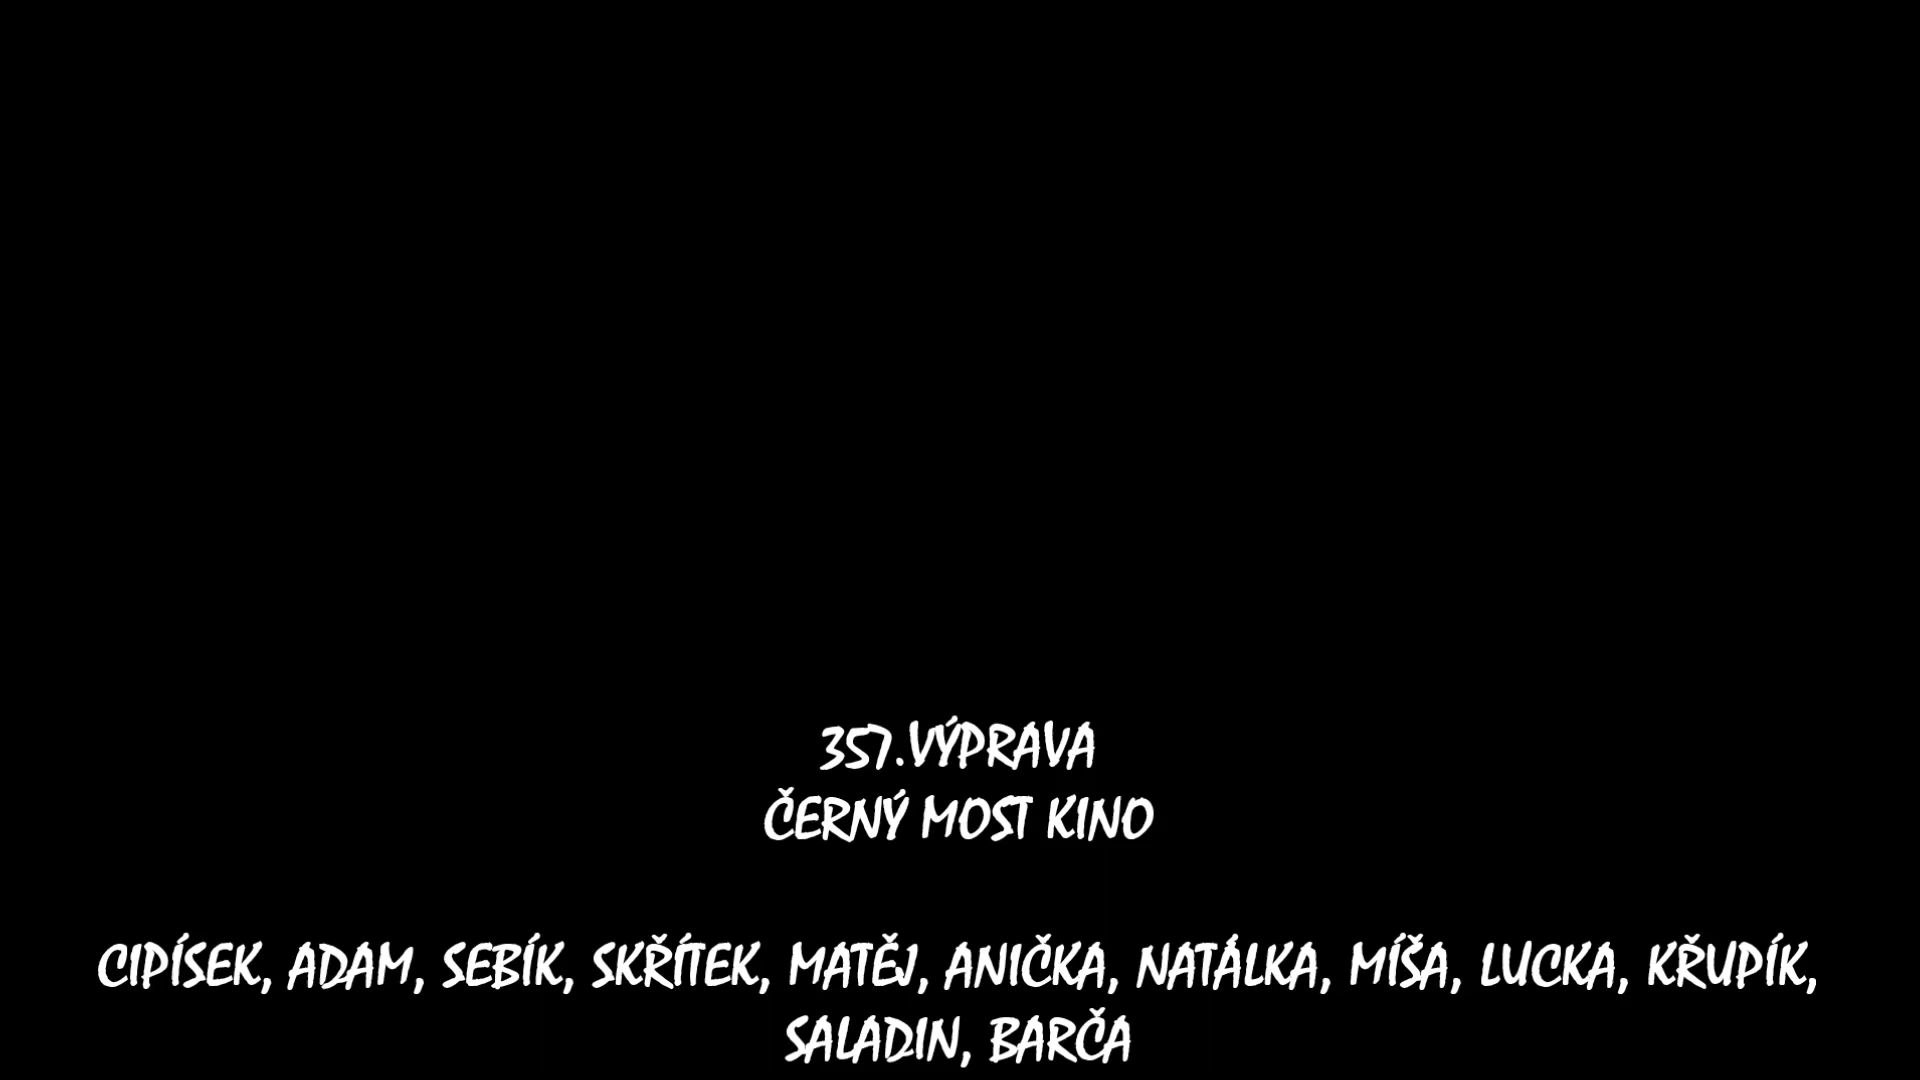 357.VÝPRAVA
ČERNÝ MOST KINO
CIPÍSEK, ADAM, SEBÍK, SKŘÍTEK, MATĚJ, ANIČKA, NATÁLKA, MÍŠA, LUCKA, KŘUPÍK,
SALADIN, BARČA